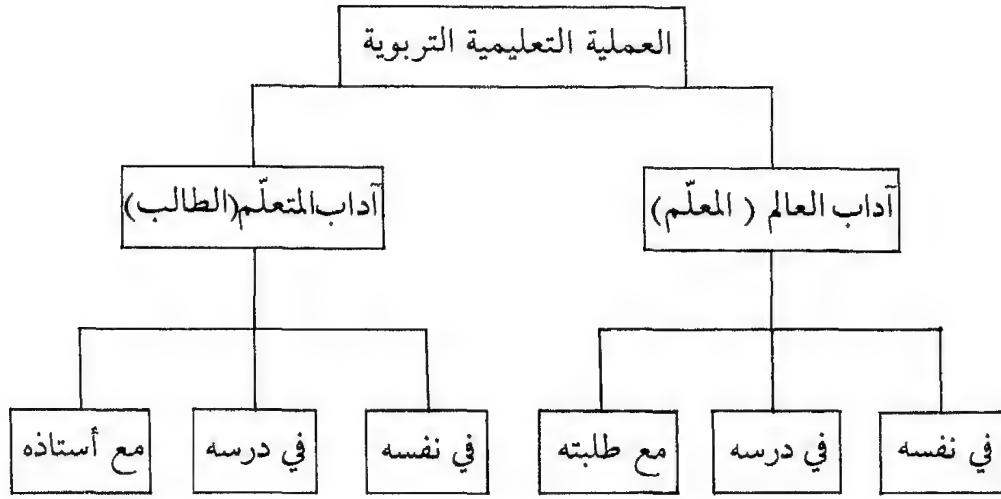 العملية التعليمية التربوية
آداب العالم ( المعلّم )
آداب المتعلّم (الطالب)
في نفسه
في درسه
مع طلبته
في نفسه
في درسه
مع أستاذه